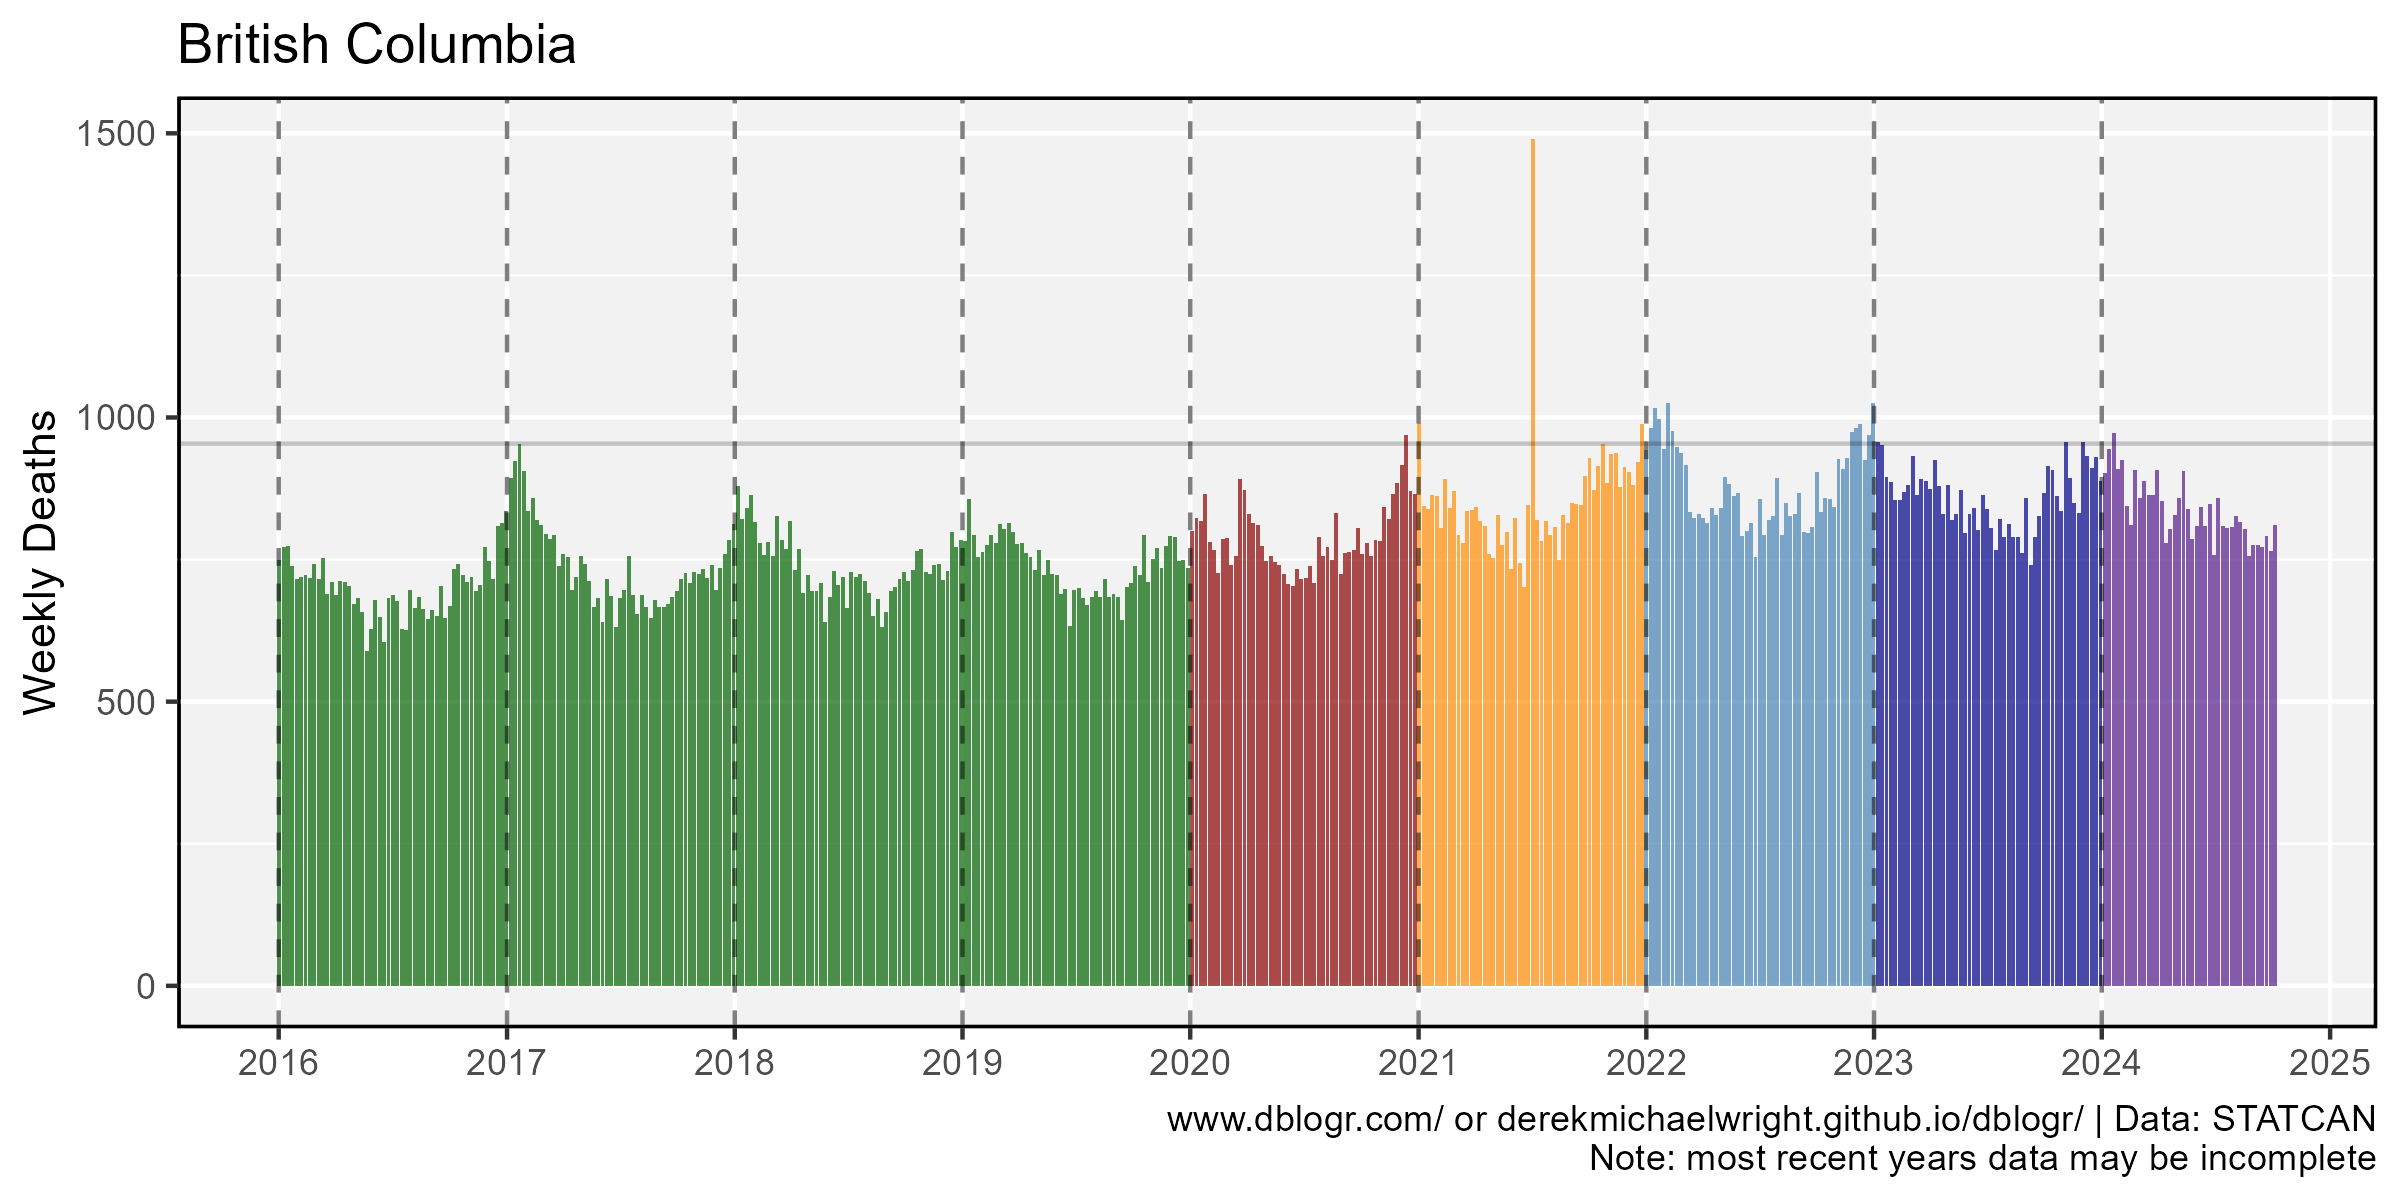 British Columbia
Weekly Deaths
1500
1000
500
0
2016 2017 2018 2019 2020 2021 2022 2023 2024 2025
www.dblogr.com/ or derekmichaelwright.github.io/dblogr/ | Data: STATCAN
Note: most recent years data may be incomplete